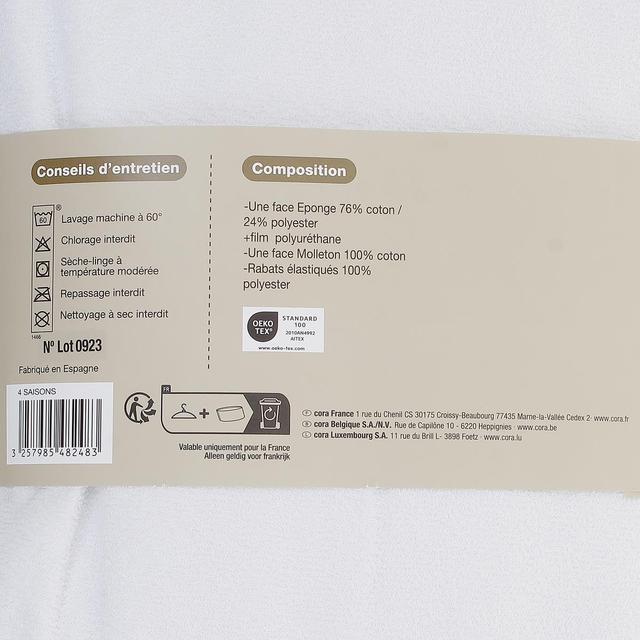 Conseils d'entretien
60
®
Lavage machine à 60°
Chlorage interdit
Sèche-linge à
température modérée
Repassage interdit
Nettoyage à sec interdit
1466
Nº Lot 0923
Fabriqué en Espagne
4 SAISONS
3 257985 482483
Composition
-Une face Eponge 76% coton /
24% polyester
+film polyuréthane
-Une face Molleton 100% coton
-Rabats élastiqués 100%
polyester
OEKO
TEX®
STANDARD
100
2010AN4992
AITEX
www.oeko-tex.com
FR
+
Valable uniquement pour la France
Alleen geldig voor frankrijk
F cora France 1 rue du Chenil CS 30175 Croissy-Beaubourg 77435 Marne-la-Vallée Cedex 2· www.cora.fr
B cora Belgique S.A./N.V. Rue de Capilône 10 - 6220 Heppignies · www.cora.be
L cora Luxembourg S.A. 11 rue du Brill L- 3898 Foetz · www.cora.lu